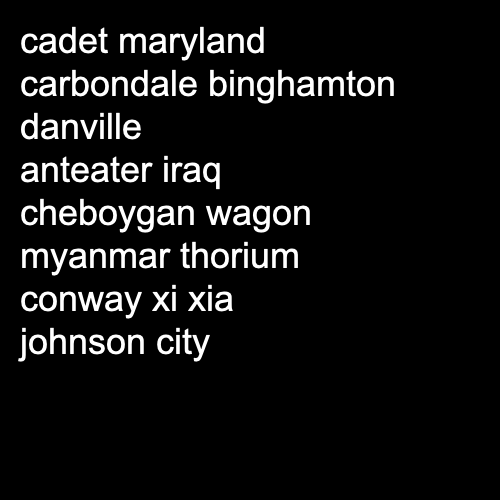 cadet maryland
carbondale binghamton
danville
anteater iraq
cheboygan wagon
myanmar thorium
conway xi xia
johnson city